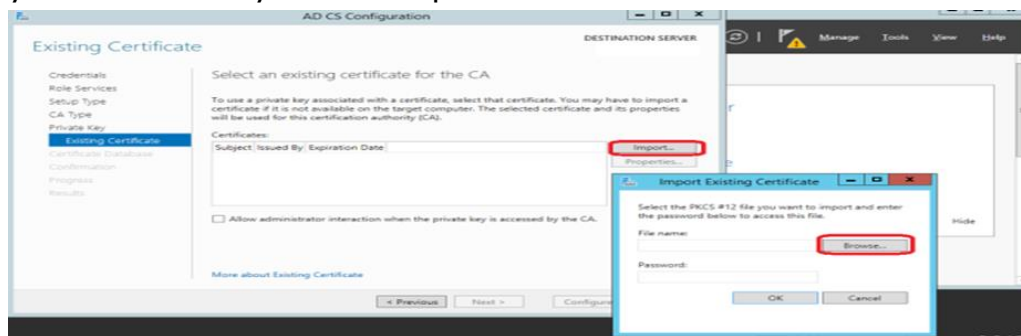 AD CS Configuration
Existing Certificate
DESTINATION SERVER
Manage Tools View Help
Credentials
Role Services
Setup Type
CA Type
Private Key
Existing Certificate
Certificate Database
Confirmation
Progress
Results
Select an existing certificate for the CA
To use a private key associated with a certificate, select that certificate. You may have to import a
certificate if it is not available on the target computer. The selected certificate and its properties
will be used for this certification authority (CA).
Certificates:
Subject Issued By Expiration Date
Import...
Properties...
Allow administrator interaction when the private key is accessed by the CA.
More about Existing Certificate
< Previous Next > Configure
Import Existing Certificate
Select the PKCS #12 file you want to import and enter
the password below to access this file.
File name:
Browse...
Password:
OK Cancel
Hide